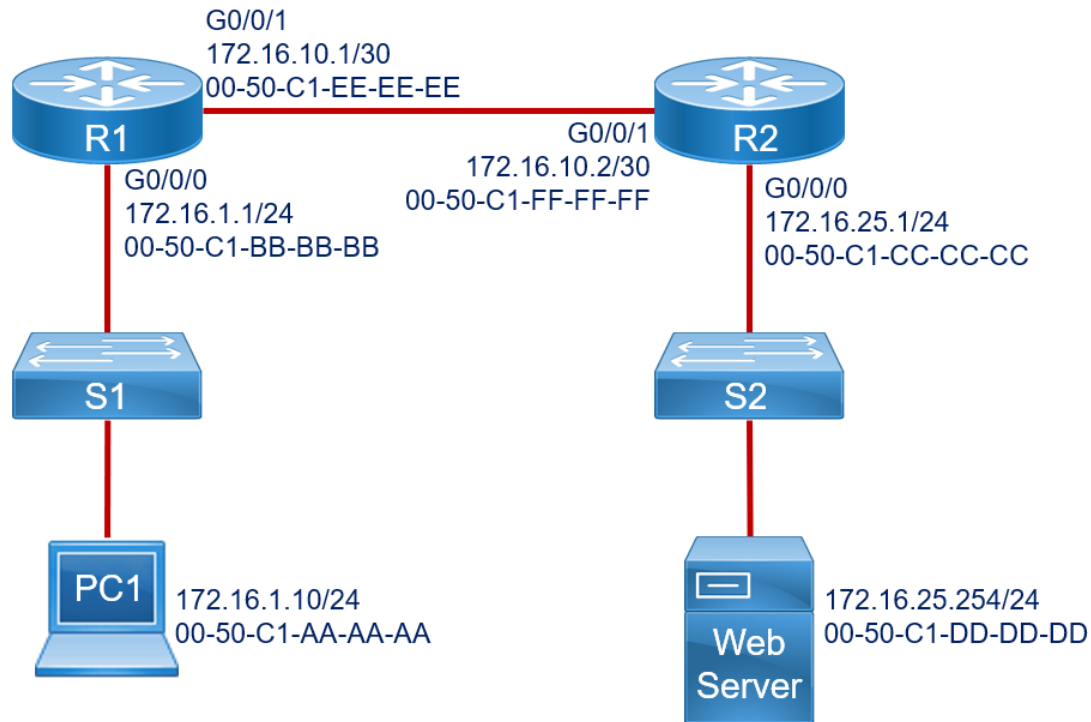 G0/0/1
172.16.10.1/30
00-50-C1-EE-EE-EE
R1
R2
G0/0/1
172.16.10.2/30
00-50-C1-FF-FF-FF
G0/0/0
172.16.1.1/24
00-50-C1-BB-BB-BB
G0/0/0
172.16.25.1/24
00-50-C1-CC-CC-CC
S1
S2
PC1
172.16.1.10/24
00-50-C1-AA-AA-AA
Web
Server
172.16.25.254/24
00-50-C1-DD-DD-DD